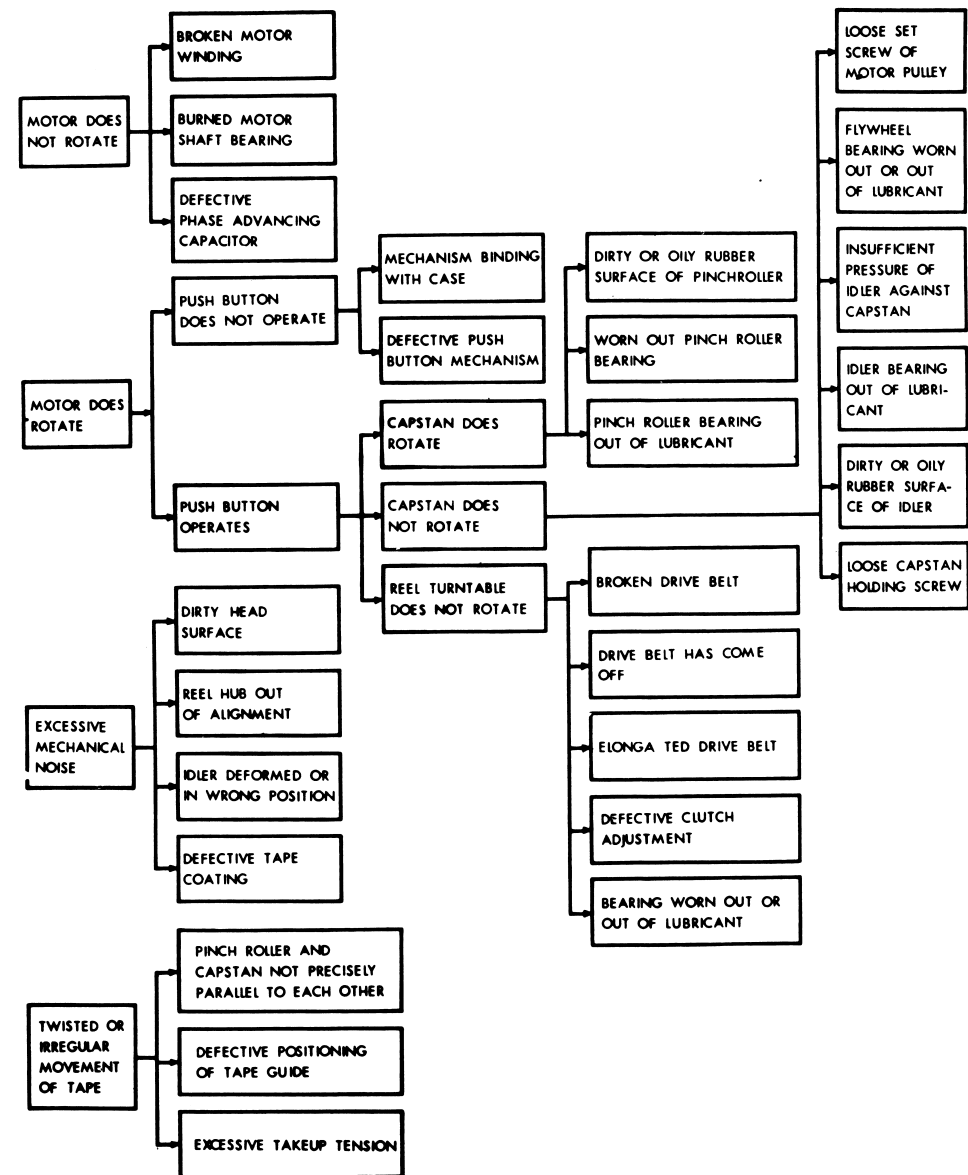 MOTOR DOES
NOT ROTATE
BROKEN MOTOR
WINDING
BURNED MOTOR
SHAFT BEARING
DEFECTIVE
PHASE ADVANCING
CAPACITOR
MOTOR DOES
ROTATE
PUSH BUTTON
DOES NOT OPERATE
MECHANISM BINDING
WITH CASE
DEFECTIVE PUSH
BUTTON MECHANISM
PUSH BUTTON
OPERATES
CAPSTAN DOES
ROTATE
DIRTY OR OILY RUBBER
SURFACE OF PINCHROLLER
WORN OUT PINCH ROLLER
BEARING
PINCH ROLLER BEARING
OUT OF LUBRICANT
CAPSTAN DOES
NOT ROTATE
LOOSE SET
SCREW OF
MOTOR PULLEY
FLYWHEEL
BEARING WORN
OUT OR OUT
OF LUBRICANT
INSUFFICIENT
PRESSURE OF
IDLER AGAINST
CAPSTAN
IDLER BEARING
OUT OF LUBRI-
CANT
DIRTY OR OILY
RUBBER SURFA-
CE OF IDLER
LOOSE CAPSTAN
HOLDING SCREW
REEL TURNTABLE
DOES NOT ROTATE
BROKEN DRIVE BELT
DRIVE BELT HAS COME
OFF
ELONGA TED DRIVE BELT
DEFECTIVE CLUTCH
ADJUSTMENT
BEARING WORN OUT OR
OUT OF LUBRICANT
EXCESSIVE
MECHANICAL
NOISE
DIRTY HEAD
SURFACE
REEL HUB OUT
OF ALIGNMENT
IDLER DEFORMED OR
IN WRONG POSITION
DEFECTIVE TAPE
COATING
TWISTED OR
IRREGULAR
MOVEMENT
OF TAPE
PINCH ROLLER AND
CAPSTAN NOT PRECISELY
PARALLEL TO EACH OTHER
DEFECTIVE POSITIONING
OF TAPE GUIDE
EXCESSIVE TAKEUP TENSION